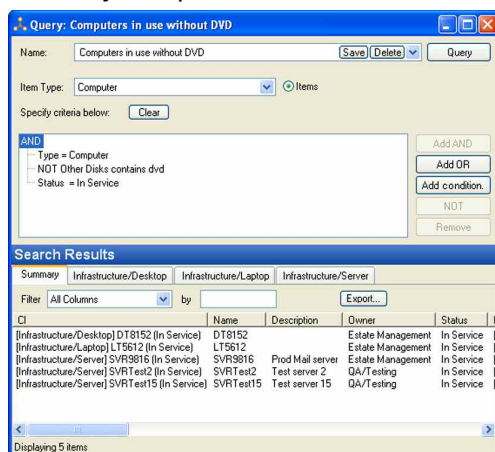 Query: Computers in use without DVD
Name: Computers in use without DVD Save Delete Query
Item Type: Computer Items
Specify criteria below: Clear
AND
Type = Computer
NOT Other Disks contains dvd
Status = In Service
Add AND
Add OR
Add condition.
NOT
Remove
Search Results
Summary Infrastructure/Desktop Infrastructure/Laptop Infrastructure/Server
Filter All Columns by Export...
CI Name Description Owner Status
[Infrastructure/Desktop] DT8152 (In Service) DT8152 Estate Management In Service [
[Infrastructure/Laptop] LT5612 (In Service) LT5612 Estate Management In Service [
[Infrastructure/Server] SVR9816 (In Service) SVR9816 Prod Mail server Estate Management In Service [
[Infrastructure/Server] SVRTest2 (In Service) SVRTest2 Test server 2 QA/Testing In Service [
[Infrastructure/Server] SVRTest15 (In Service) SVRTest15 Test server 15 QA/Testing In Service [
Displaying 5 items